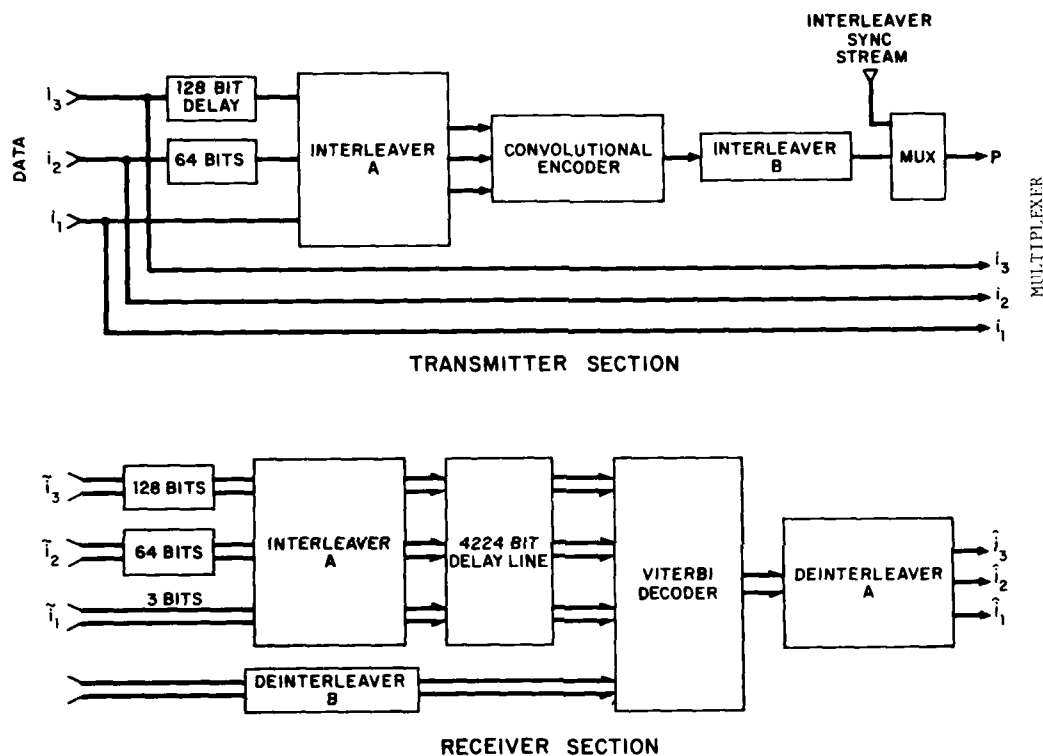 INTERLEAVER
SYNC
STREAM
DATA
i3
128 BIT
DELAY
i2
64 BITS
i1
INTERLEAVER
A
CONVOLUTIONAL
ENCODER
INTERLEAVER
B
MUX
P
i3
i2
i1
MULTIPLEXER
TRANSMITTER SECTION
ĩ3
128 BITS
ĩ2
64 BITS
ĩ1
3 BITS
INTERLEAVER
A
4224 BIT
DELAY LINE
VITERBI
DECODER
DEINTERLEAVER
A
î3
î2
î1
DEINTERLEAVER
B
RECEIVER SECTION